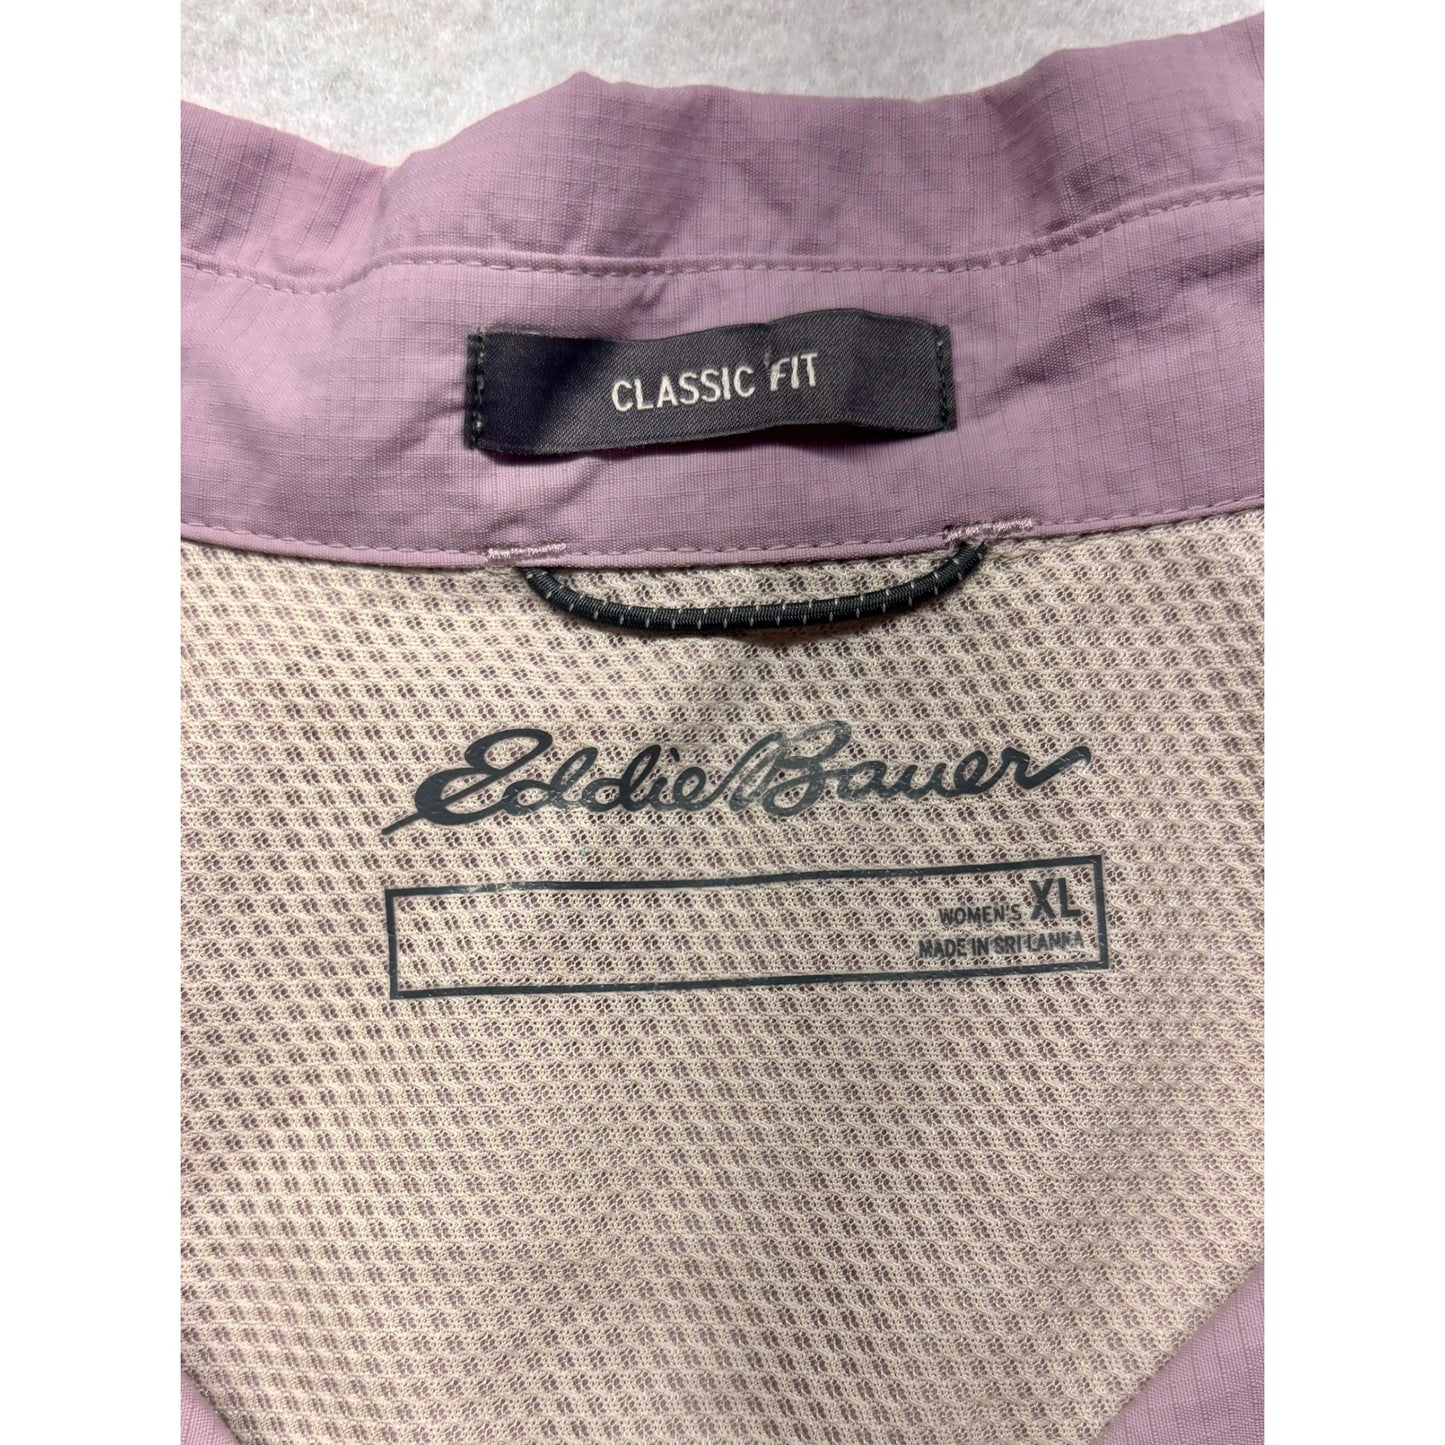 CLASSIC FIT
Eddie Bauer
WOMEN'S XL
MADE IN SRI LANKA